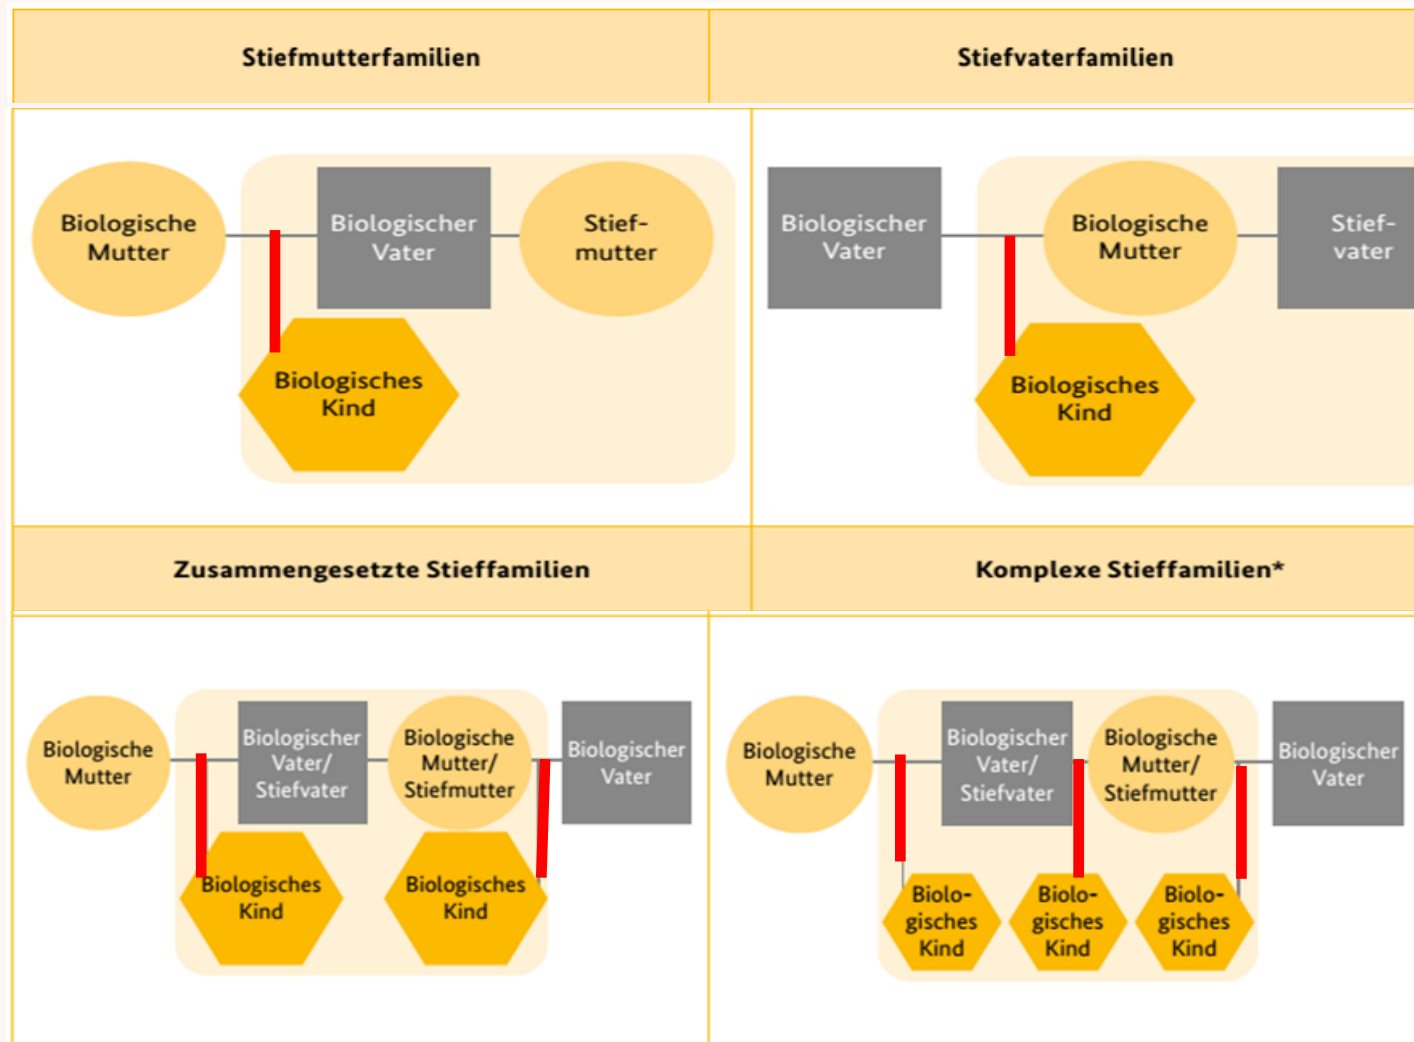 Stiefmutterfamilien
Stiefvaterfamilien
Biologische
Mutter
Biologischer
Vater
Stief-
mutter
Biologisches
Kind
Biologischer
Vater
Biologische
Mutter
Stief-
vater
Biologisches
Kind
Zusammengesetzte Stieffamilien
Komplexe Stieffamilien*
Biologische
Mutter
Biologischer
Vater/
Stiefvater
Biologische
Mutter/
Stiefmutter
Biologischer
Vater
Biologisches
Kind
Biologisches
Kind
Biologische
Mutter
Biologischer
Vater/
Stiefvater
Biologische
Mutter/
Stiefmutter
Biologischer
Vater
Biolo-
gisches
Kind
Biolo-
gisches
Kind
Biolo-
gisches
Kind